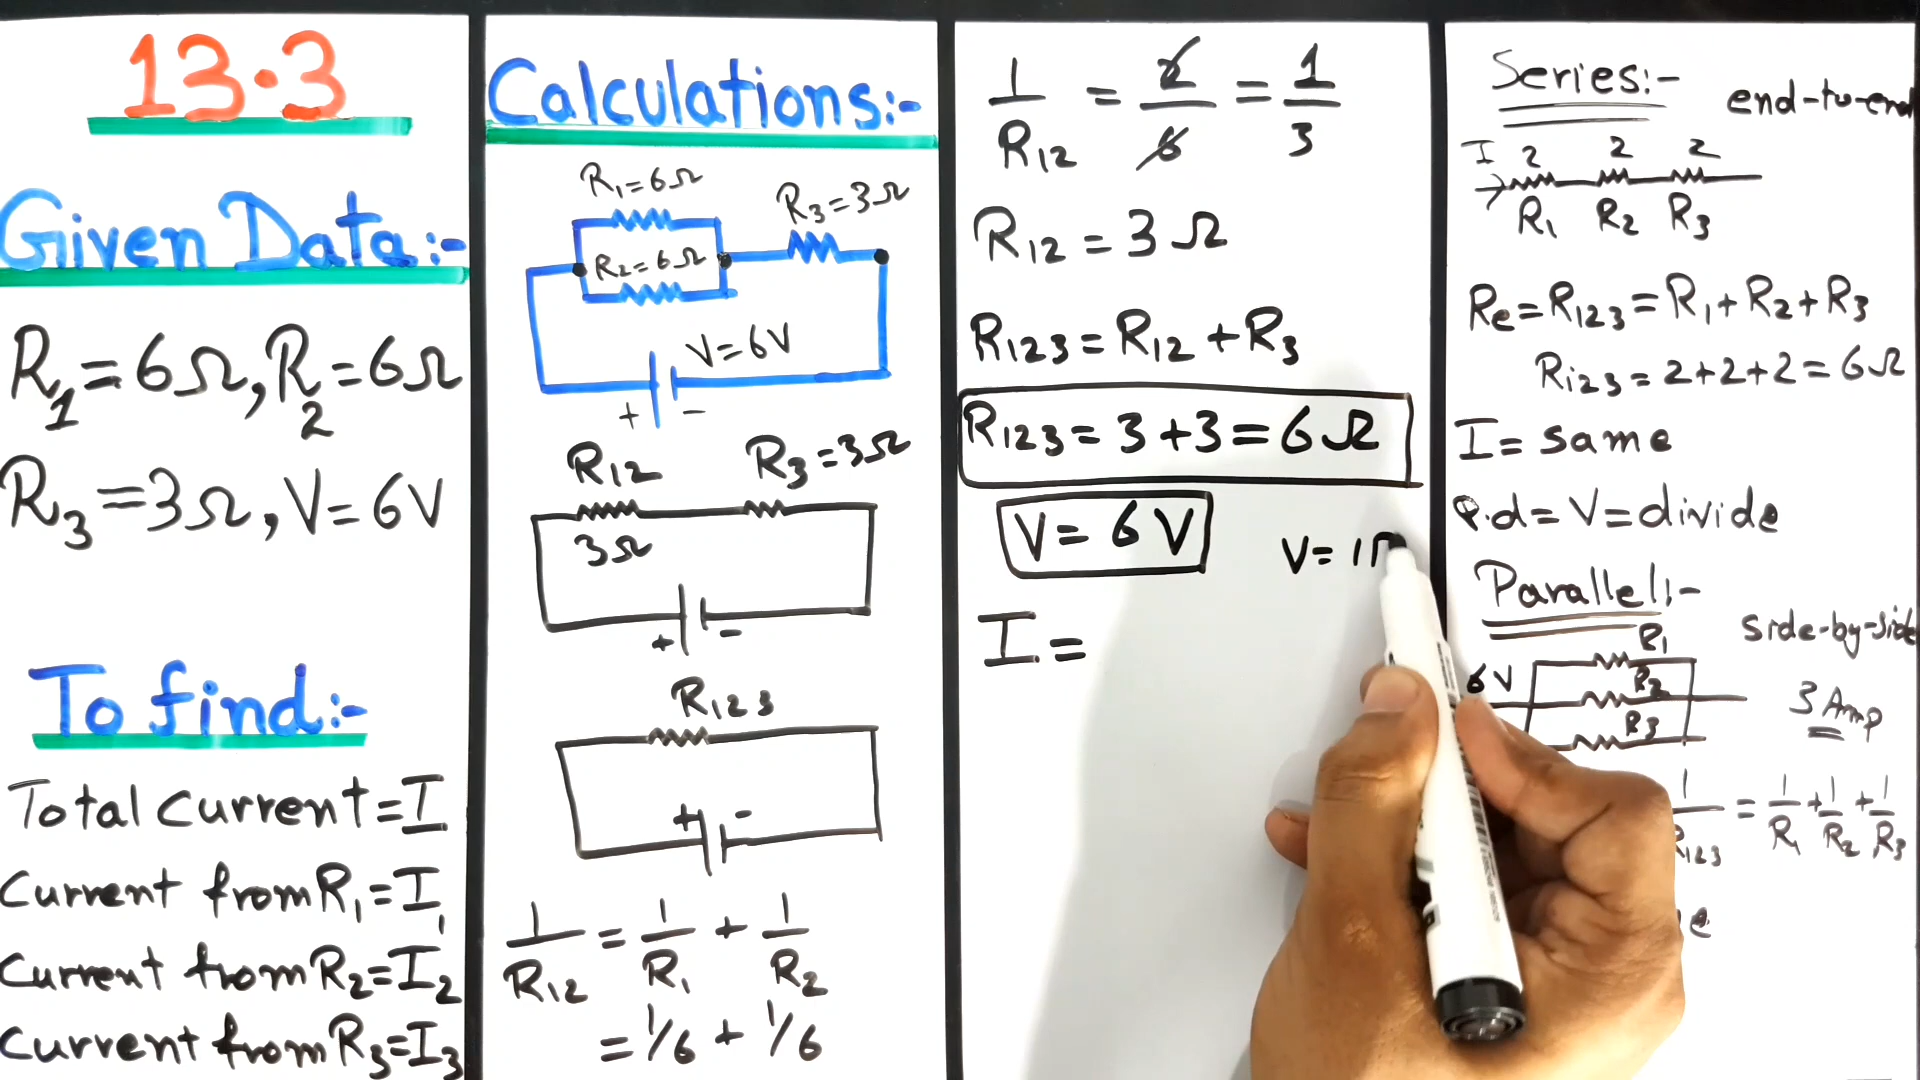 13.3
Given Data:-
R1=6Ω, R2=6Ω
R3=3Ω, V=6V
To find:-
Total current=I
Current from R1=I1
Current from R2=I2
Current from R3=I3
Calculations:-
R1=6Ω
R3=3Ω
R2=6Ω
V=6V
+ -
R12 R3=3Ω
3Ω
+ -
R123
+ -
1/R12 = 1/R1 + 1/R2
= 1/6 + 1/6
1/R12 = 2/6 = 1/3
R12 = 3Ω
R123 = R12 + R3
R123 = 3+3 = 6Ω
V= 6V
V= I
I =
Series:-
end-to-end
I 2 2 2
R1 R2 R3
Re=R123=R1+R2+R3
R123=2+2+2=6Ω
I= same
P.d=V=divide
Parallel:-
side-by-side
R1
6V R2
3 Amp
R3
1/R123 = 1/R1 + 1/R2 + 1/R3